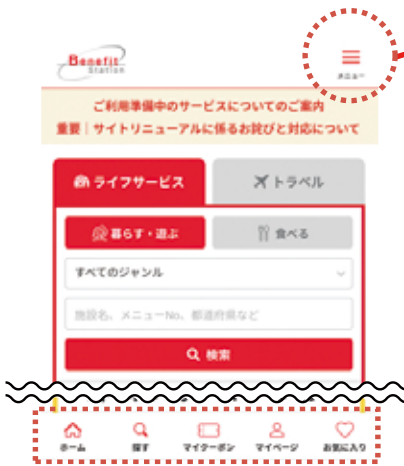 Benefit
Station
メニュー
ご利用準備中のサービスについてのご案内
重要｜サイトリニューアルに係るお詫びと対応について
ライフサービス
トラベル
暮らす・遊ぶ
食べる
すべてのジャンル
施設名、メニューNo、都道府県など
検索
ホーム
探す
マイクーポン
マイページ
お気に入り